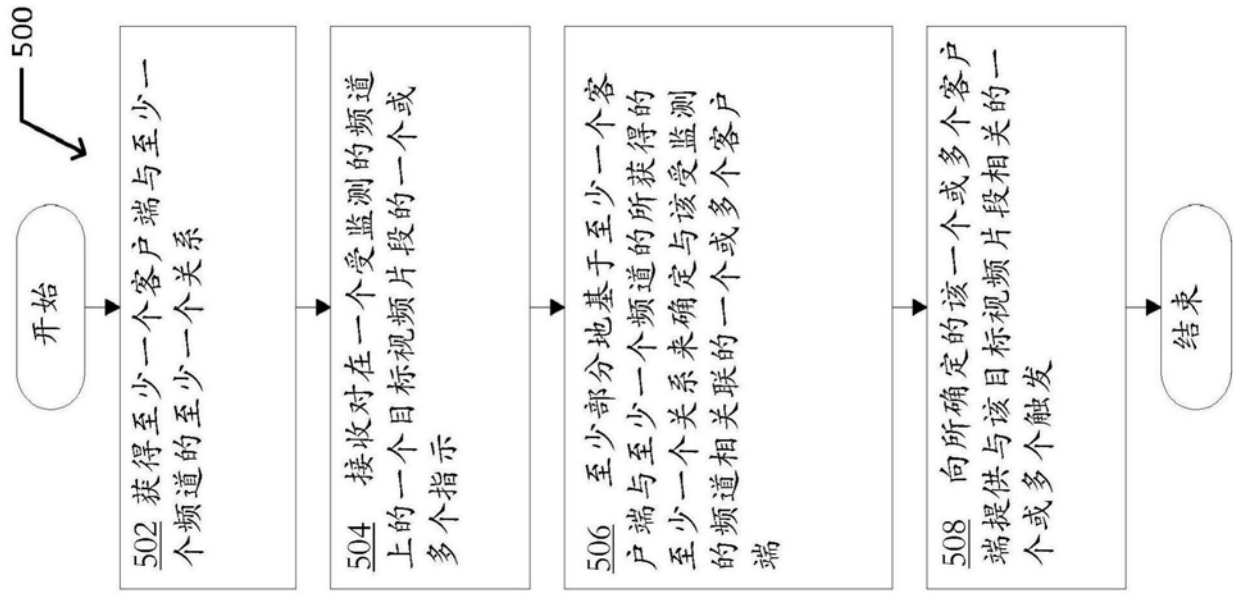 500
开始
502 获得至少一个客户端与至少一
个频道的至少一个关系
504 接收对在一个受监测的频道
上的一个目标视频片段的一个或
多个指示
506 至少部分地基于至少一个客
户端与至少一个频道的所获得的
至少一个关系来确定与该受监测
的频道相关联的一个或多个客户
端
508 向所确定的该一个或多个客户
端提供与该目标视频片段相关的一
个或多个触发
结束